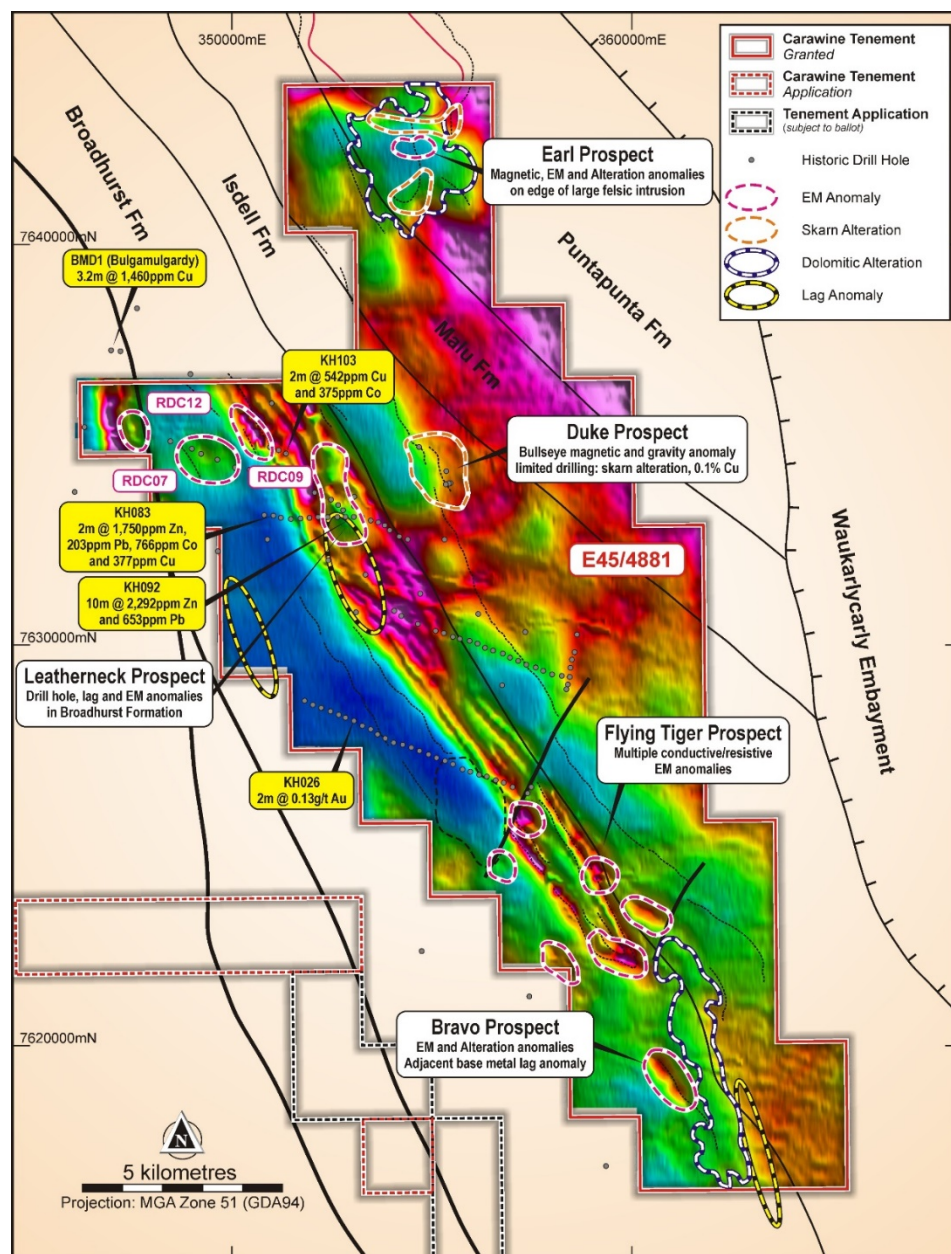 350000mE
360000mE
Carawine Tenement
Granted
Carawine Tenement
Application
Tenement Application
(subject to ballot)
Historic Drill Hole
EM Anomaly
Skarn Alteration
Dolomitic Alteration
Lag Anomaly
Broadhurst Fm
Isdell Fm
Earl Prospect
Magnetic, EM and Alteration anomalies
on edge of large felsic intrusion
Puntapunta Fm
7640000mN
BMD1 (Bulgamulgardy)
3.2m @ 1,460ppm Cu
Malu Fm
KH103
2m @ 542ppm Cu
and 375ppm Co
RDC12
RDC07
RDC09
Duke Prospect
Bullseye magnetic and gravity anomaly
limited drilling: skarn alteration, 0.1% Cu
KH083
2m @ 1,750ppm Zn,
203ppm Pb, 766ppm Co
and 377ppm Cu
E45/4881
KH092
10m @ 2,292ppm Zn
and 653ppm Pb
Waukarlycarly Embayment
7630000mN
Leatherneck Prospect
Drill hole, lag and EM anomalies
in Broadhurst Formation
Flying Tiger Prospect
Multiple conductive/resistive
EM anomalies
KH026
2m @ 0.13g/t Au
7620000mN
Bravo Prospect
EM and Alteration anomalies
Adjacent base metal lag anomaly
N
5 kilometres
Projection: MGA Zone 51 (GDA94)